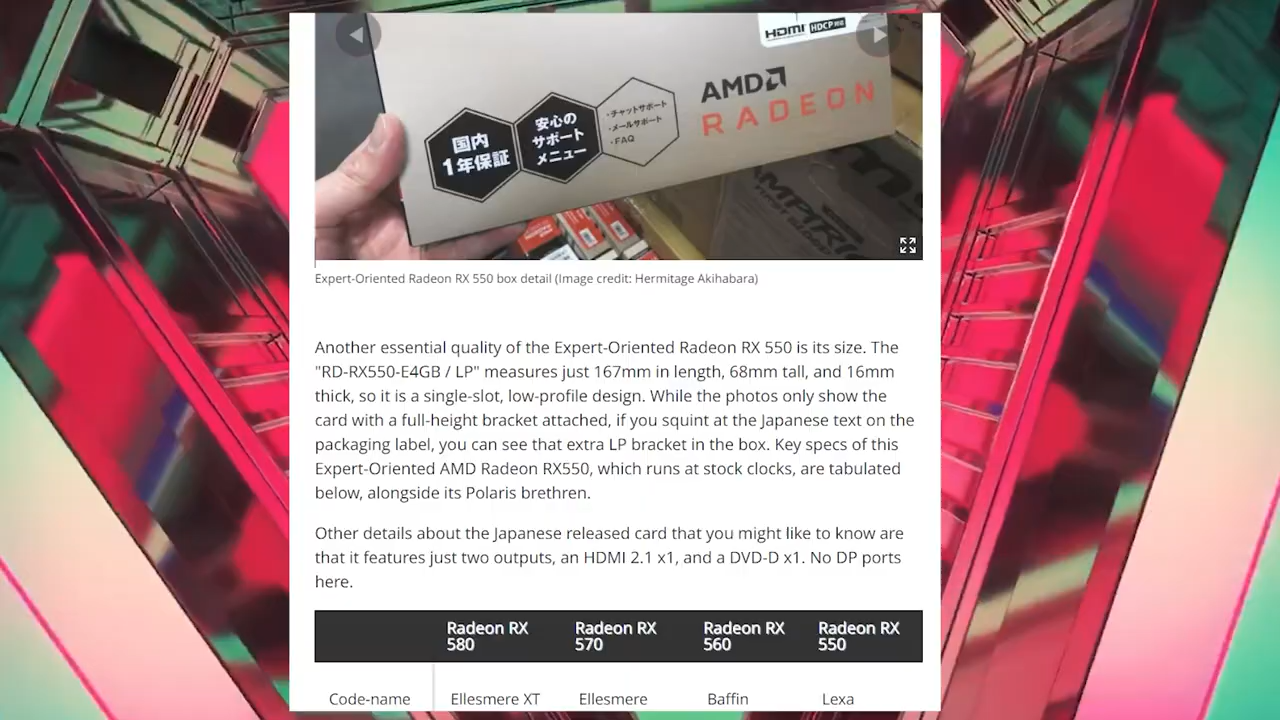 HDMI HDCP対応
AMD
RADEON
国内
1年保証
安心の
サポート
メニュー
・チャットサポート
・メールサポート
・FAQ
Expert-Oriented Radeon RX 550 box detail (Image credit: Hermitage Akihabara)
Another essential quality of the Expert-Oriented Radeon RX 550 is its size. The
"RD-RX550-E4GB / LP" measures just 167mm in length, 68mm tall, and 16mm
thick, so it is a single-slot, low-profile design. While the photos only show the
card with a full-height bracket attached, if you squint at the Japanese text on the
packaging label, you can see that extra LP bracket in the box. Key specs of this
Expert-Oriented AMD Radeon RX550, which runs at stock clocks, are tabulated
below, alongside its Polaris brethren.
Other details about the Japanese released card that you might like to know are
that it features just two outputs, an HDMI 2.1 x1, and a DVD-D x1. No DP ports
here.
Radeon RX 580
Radeon RX 570
Radeon RX 560
Radeon RX 550
Code-name Ellesmere XT Ellesmere Baffin Lexa